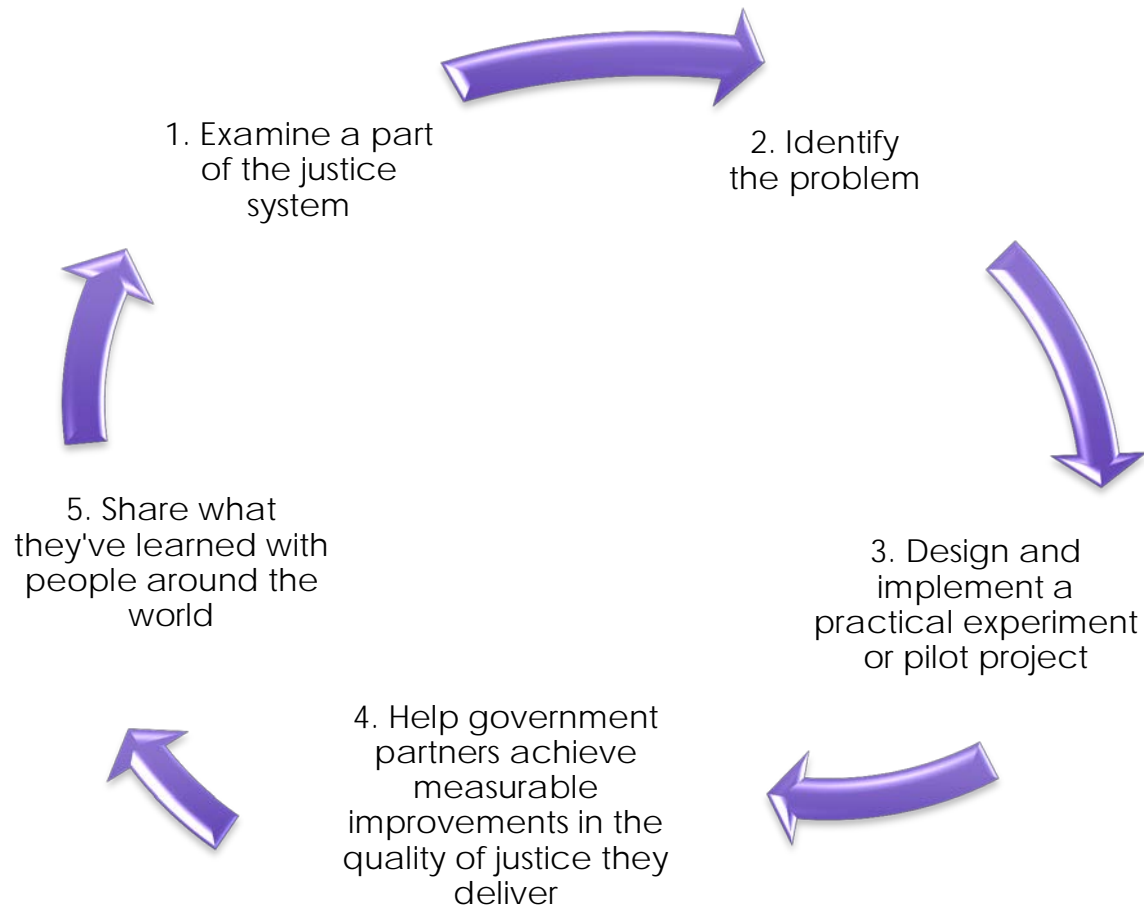 1. Examine a part
of the justice
system
2. Identify
the problem
3. Design and
implement a
practical experiment
or pilot project
4. Help government
partners achieve
measurable
improvements in the
quality of justice they
deliver
5. Share what
they've learned with
people around the
world